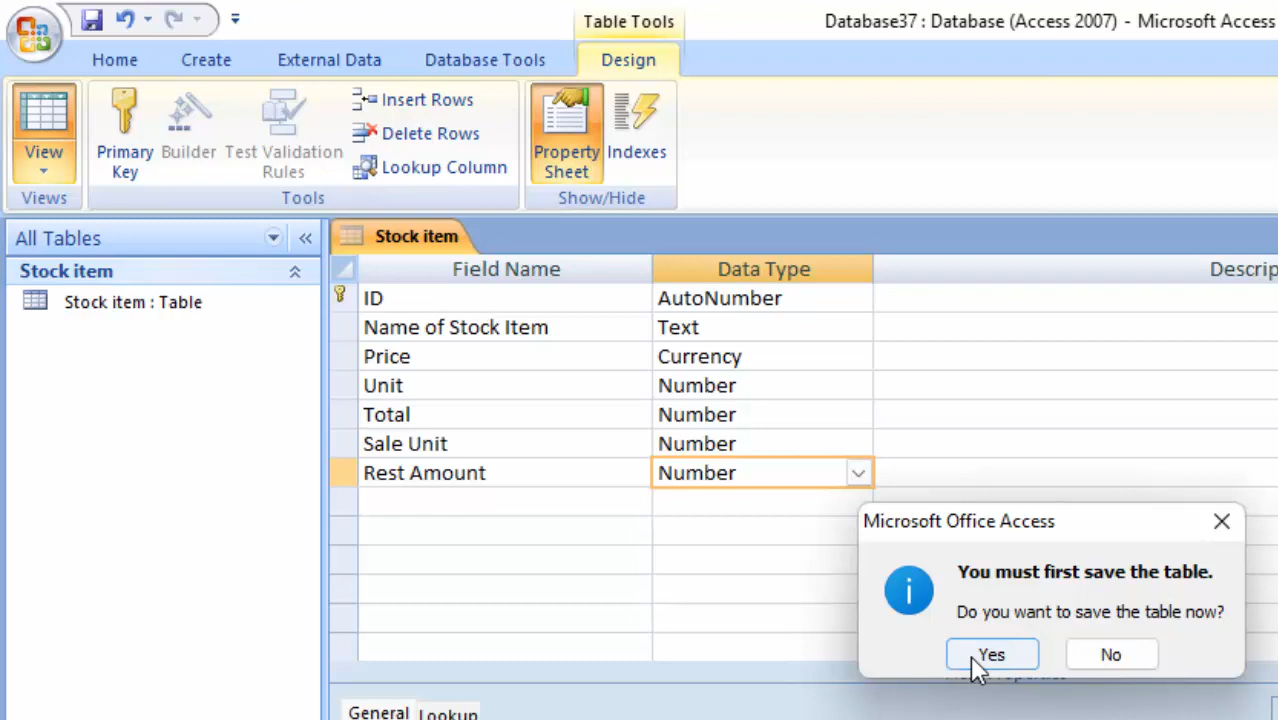 Table Tools
Database37 : Database (Access 2007) - Microsoft Access
Home Create External Data Database Tools Design
View
Views
Primary Key
Builder
Test Validation Rules
Insert Rows
Delete Rows
Lookup Column
Tools
Property Sheet
Indexes
Show/Hide
All Tables
Stock item
Stock item : Table
Stock item
Field Name Data Type Descrip
ID AutoNumber
Name of Stock Item Text
Price Currency
Unit Number
Total Number
Sale Unit Number
Rest Amount Number
Microsoft Office Access
You must first save the table.
Do you want to save the table now?
Yes No
General Lookup